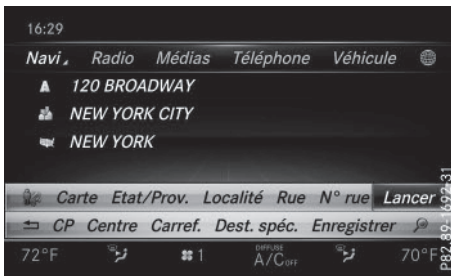 16:29
Navi Radio Médias Téléphone Véhicule
120 BROADWAY
NEW YORK CITY
NEW YORK
Carte Etat/Prov. Localité Rue N° rue Lancer
CP Centre Carref. Dest. spéc. Enregistrer
72°F 1 DIFFUSE A/C OFF 70°F
P82.89-1692-31